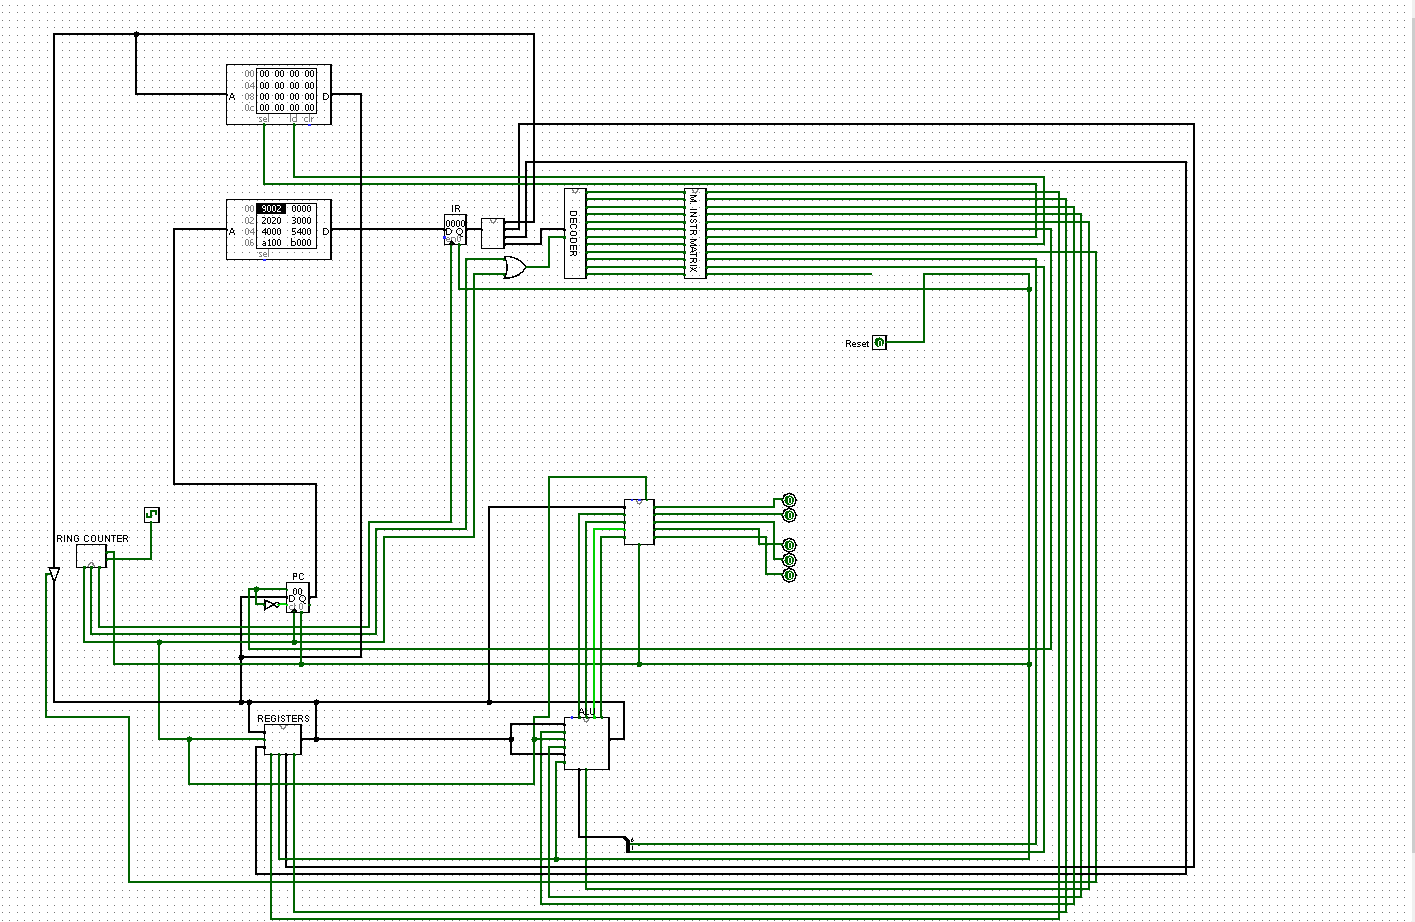 00 00 00 00 00
04 00 00 00 00
A 08 00 00 00 00 D
0c 00 00 00 00
sel ld clr
00 9002 0000
02 2020 3000
A 04 4000 5400 D
06 a100 b000
sel
IR
0000
D Q
DECODER
M. INSTR MATRIX
Reset
0
RING COUNTER
PC
00
D Q
0
0
0
0
0
REGISTERS
ALU